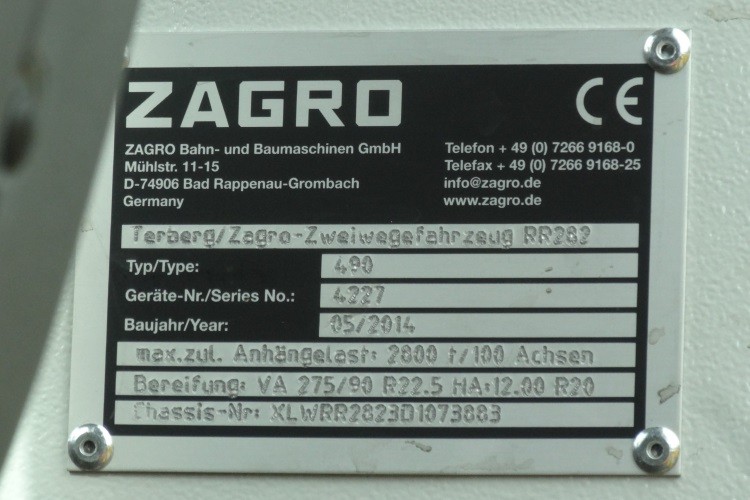 ZAGRO
CE
ZAGRO Bahn- und Baumaschinen GmbH
Mühlstr. 11-15
D-74906 Bad Rappenau-Grombach
Germany
Telefon + 49 (0) 7266 9168-0
Telefax + 49 (0) 7266 9168-25
info@zagro.de
www.zagro.de
Terberg/Zagro-Zweiwegefahrzeug RR282
Typ/Type: 490
Geräte-Nr./Series No.: 4227
Baujahr/Year: 05/2014
max.zul. Anhängelast: 2800 t/100 Achsen
Bereifung: VA 275/90 R22.5 HA:12.00 R20
Chassis-Nr: XLWRR2823D1073883